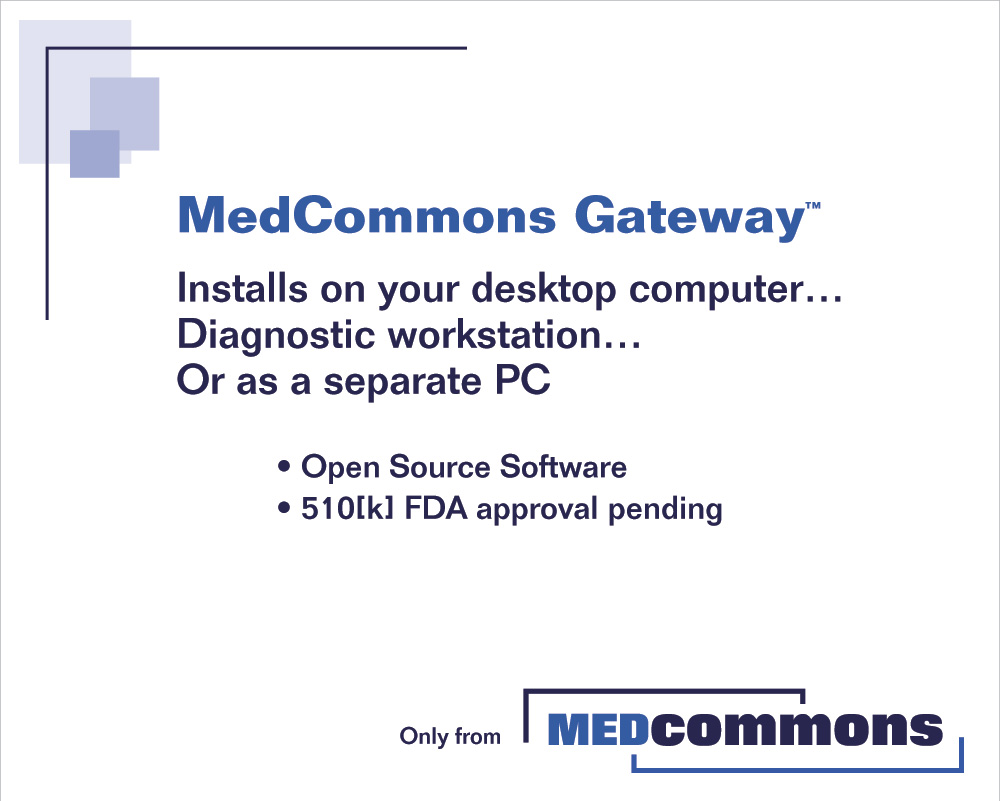 MedCommons Gateway™
Installs on your desktop computer...
Diagnostic workstation...
Or as a separate PC
• Open Source Software
• 510[k] FDA approval pending
Only from
MEDcommons